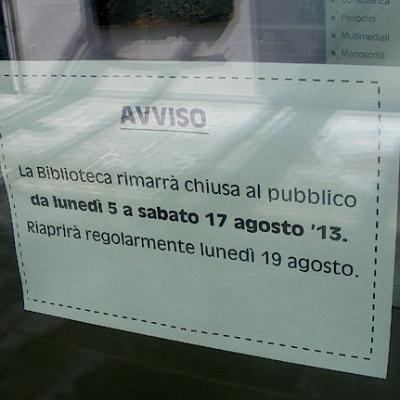 Consulenza
Periodici
Multimediali
Manoscritti
AVVISO
La Biblioteca rimarrà chiusa al pubblico
da lunedì 5 a sabato 17 agosto '13.
Riaprirà regolarmente lunedì 19 agosto.